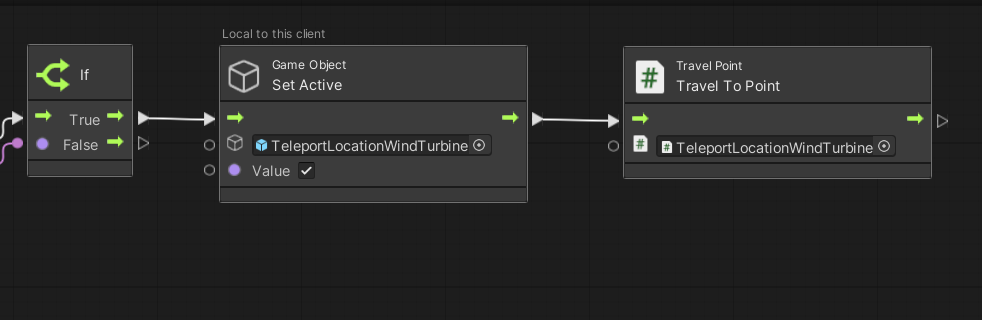 If
True
False
Local to this client
Game Object
Set Active
TeleportLocationWindTurbine
Value
Travel Point
Travel To Point
TeleportLocationWindTurbine